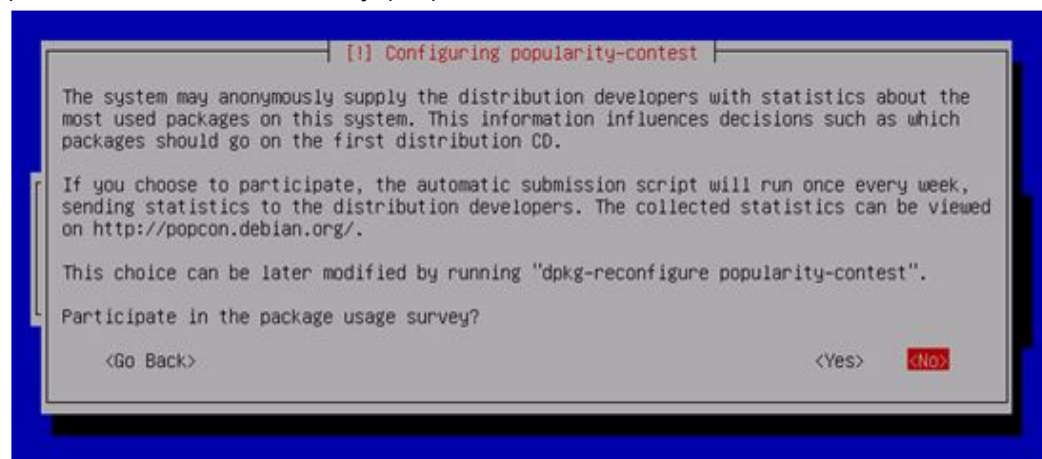 [!] Configuring popularity-contest
The system may anonymously supply the distribution developers with statistics about the
most used packages on this system. This information influences decisions such as which
packages should go on the first distribution CD.
If you choose to participate, the automatic submission script will run once every week,
sending statistics to the distribution developers. The collected statistics can be viewed
on http://popcon.debian.org/.
This choice can be later modified by running "dpkg-reconfigure popularity-contest".
Participate in the package usage survey?
<Go Back> <Yes> <No>